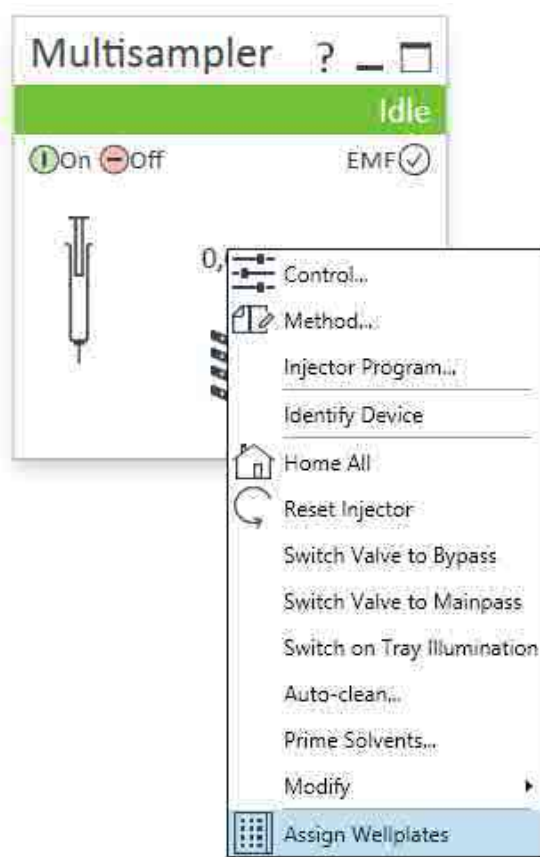 Multisampler ?
Idle
On Off EMF
0,
Control...
Method...
Injector Program...
Identify Device
Home All
Reset Injector
Switch Valve to Bypass
Switch Valve to Mainpass
Switch on Tray Illumination
Auto-clean...
Prime Solvents...
Modify
Assign Wellplates